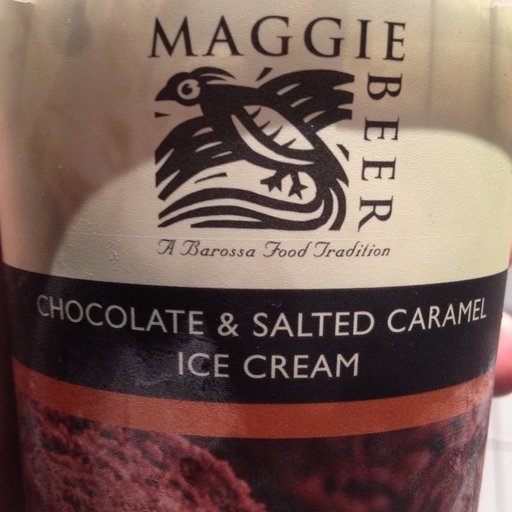 MAGGIE
BEER
A Barossa Food Tradition
CHOCOLATE & SALTED CARAMEL
ICE CREAM